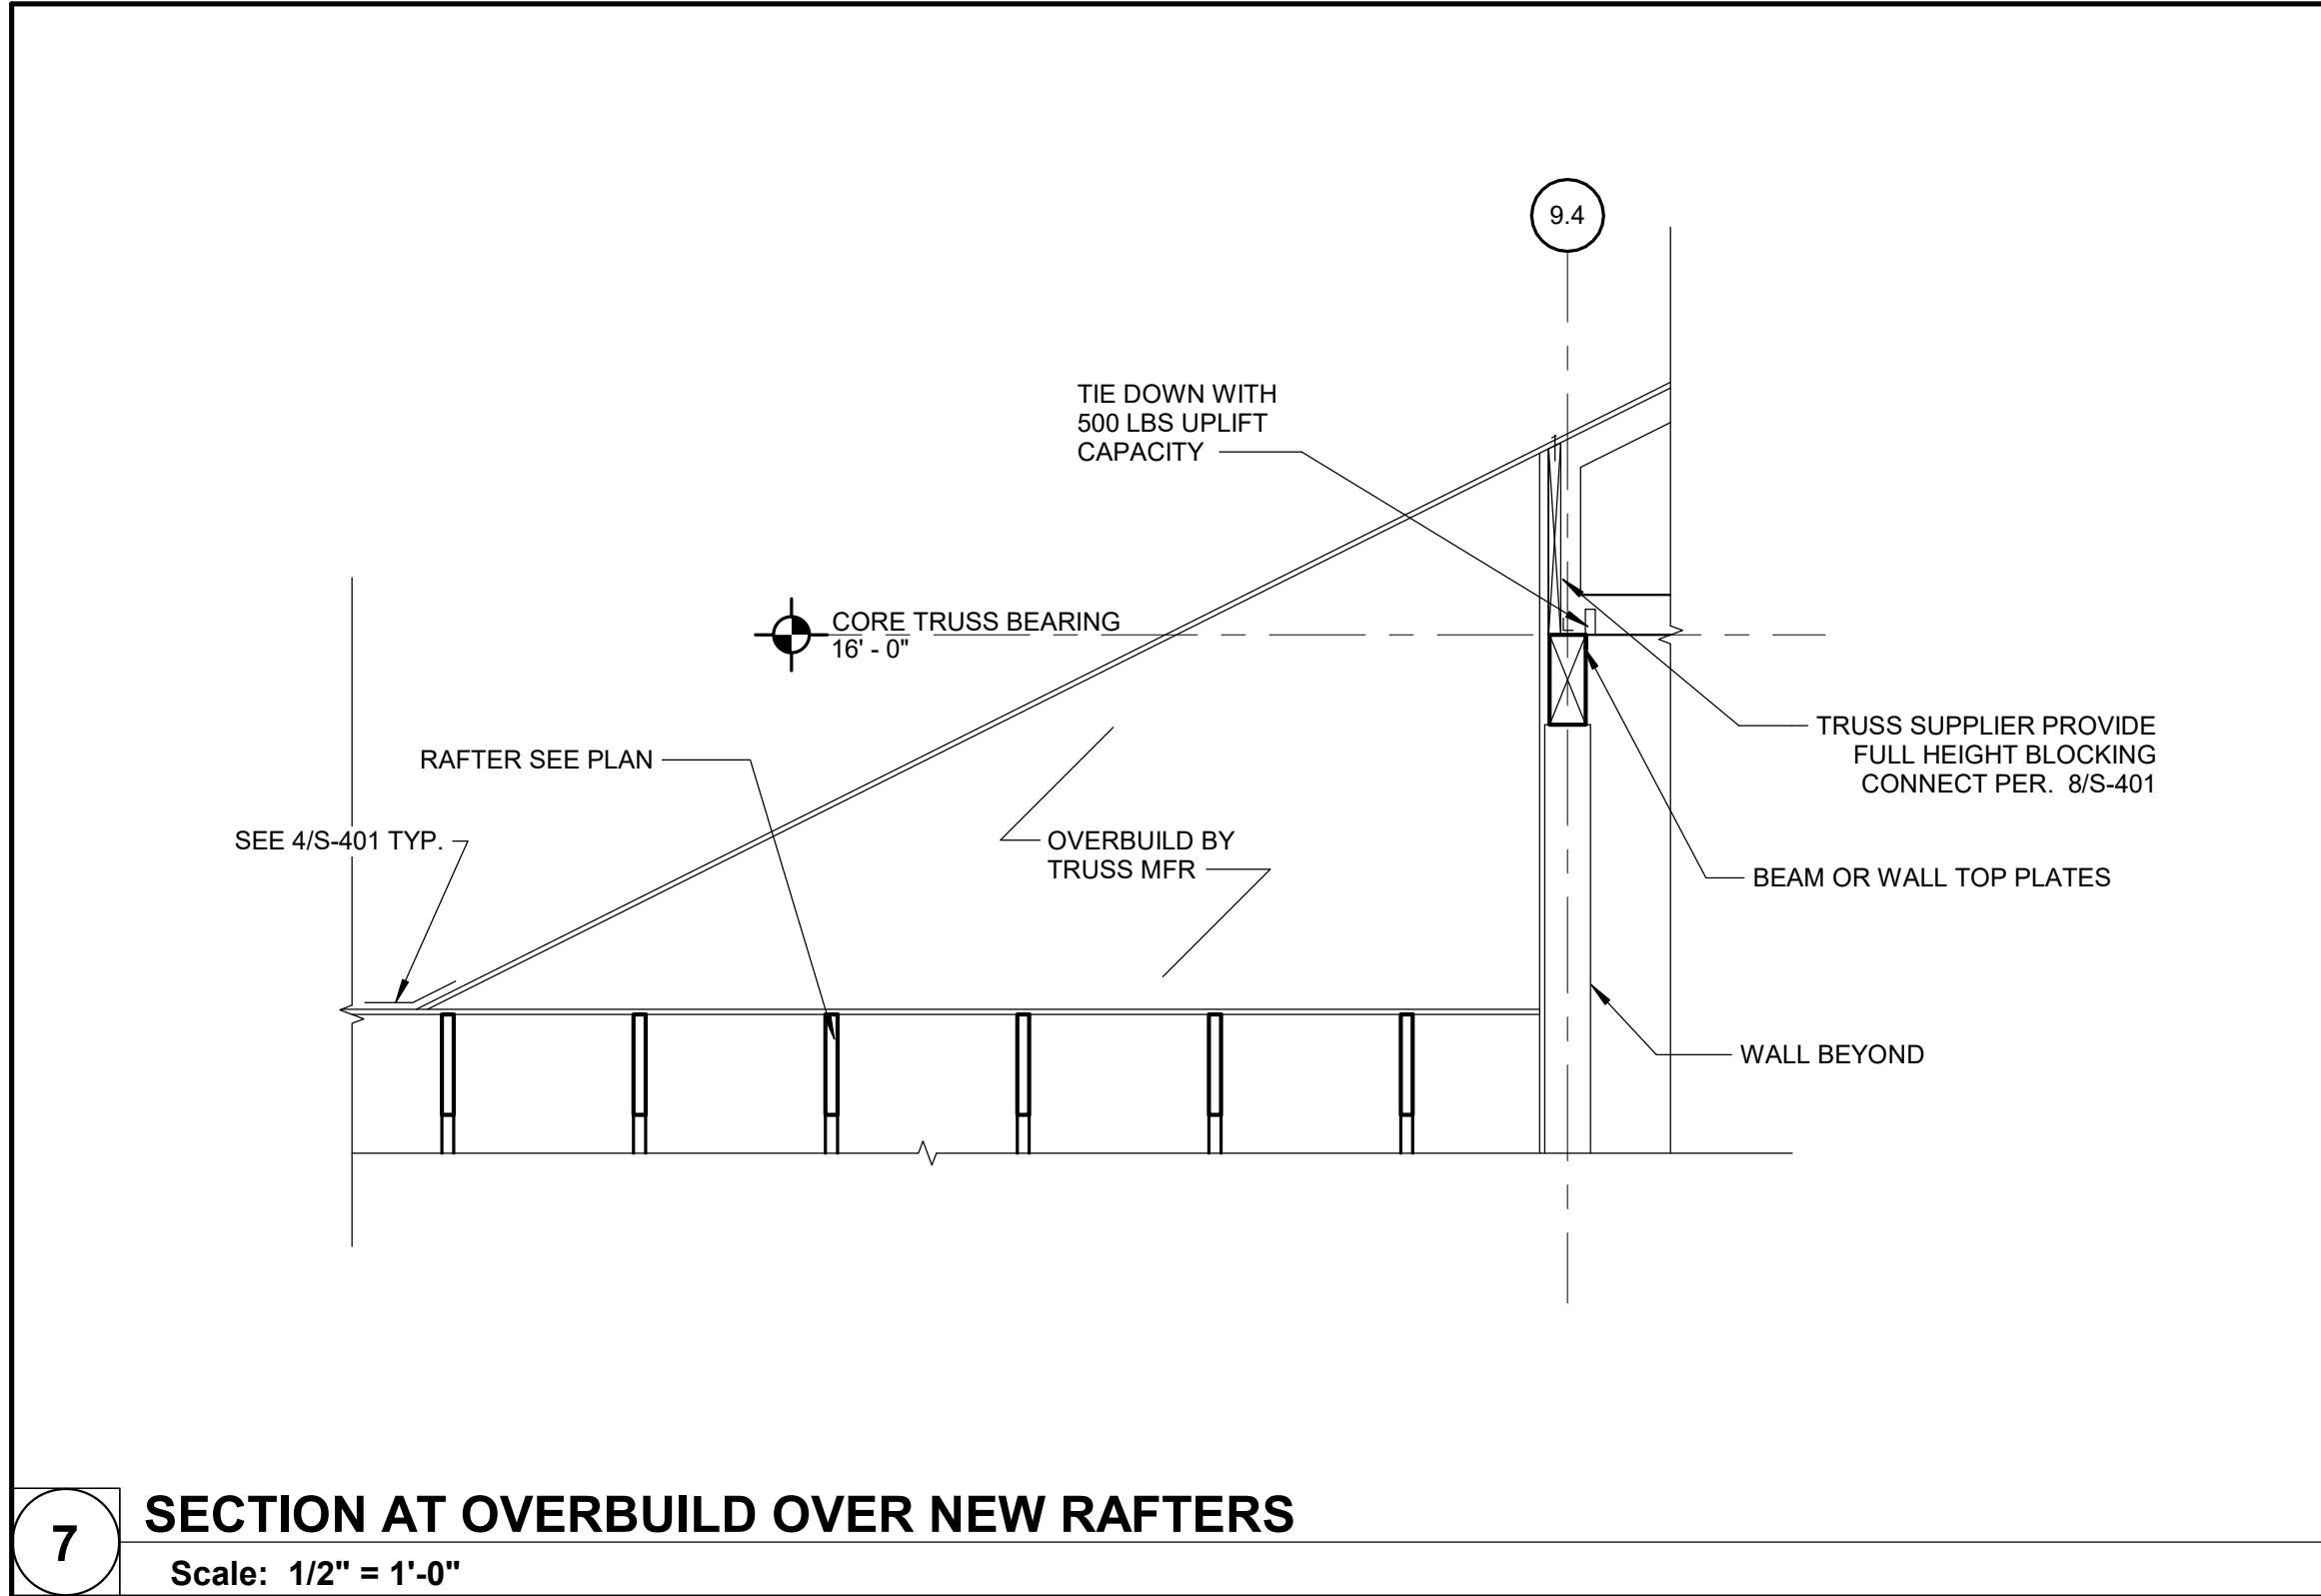 9.4
TIE DOWN WITH
500 LBS UPLIFT
CAPACITY
CORE TRUSS BEARING
16' - 0"
TRUSS SUPPLIER PROVIDE
FULL HEIGHT BLOCKING
CONNECT PER.  8/S-401
RAFTER SEE PLAN
SEE 4/S-401 TYP.
OVERBUILD BY
TRUSS MFR
BEAM OR WALL TOP PLATES
WALL BEYOND
7
SECTION AT OVERBUILD OVER NEW RAFTERS
Scale:  1/2" = 1'-0"